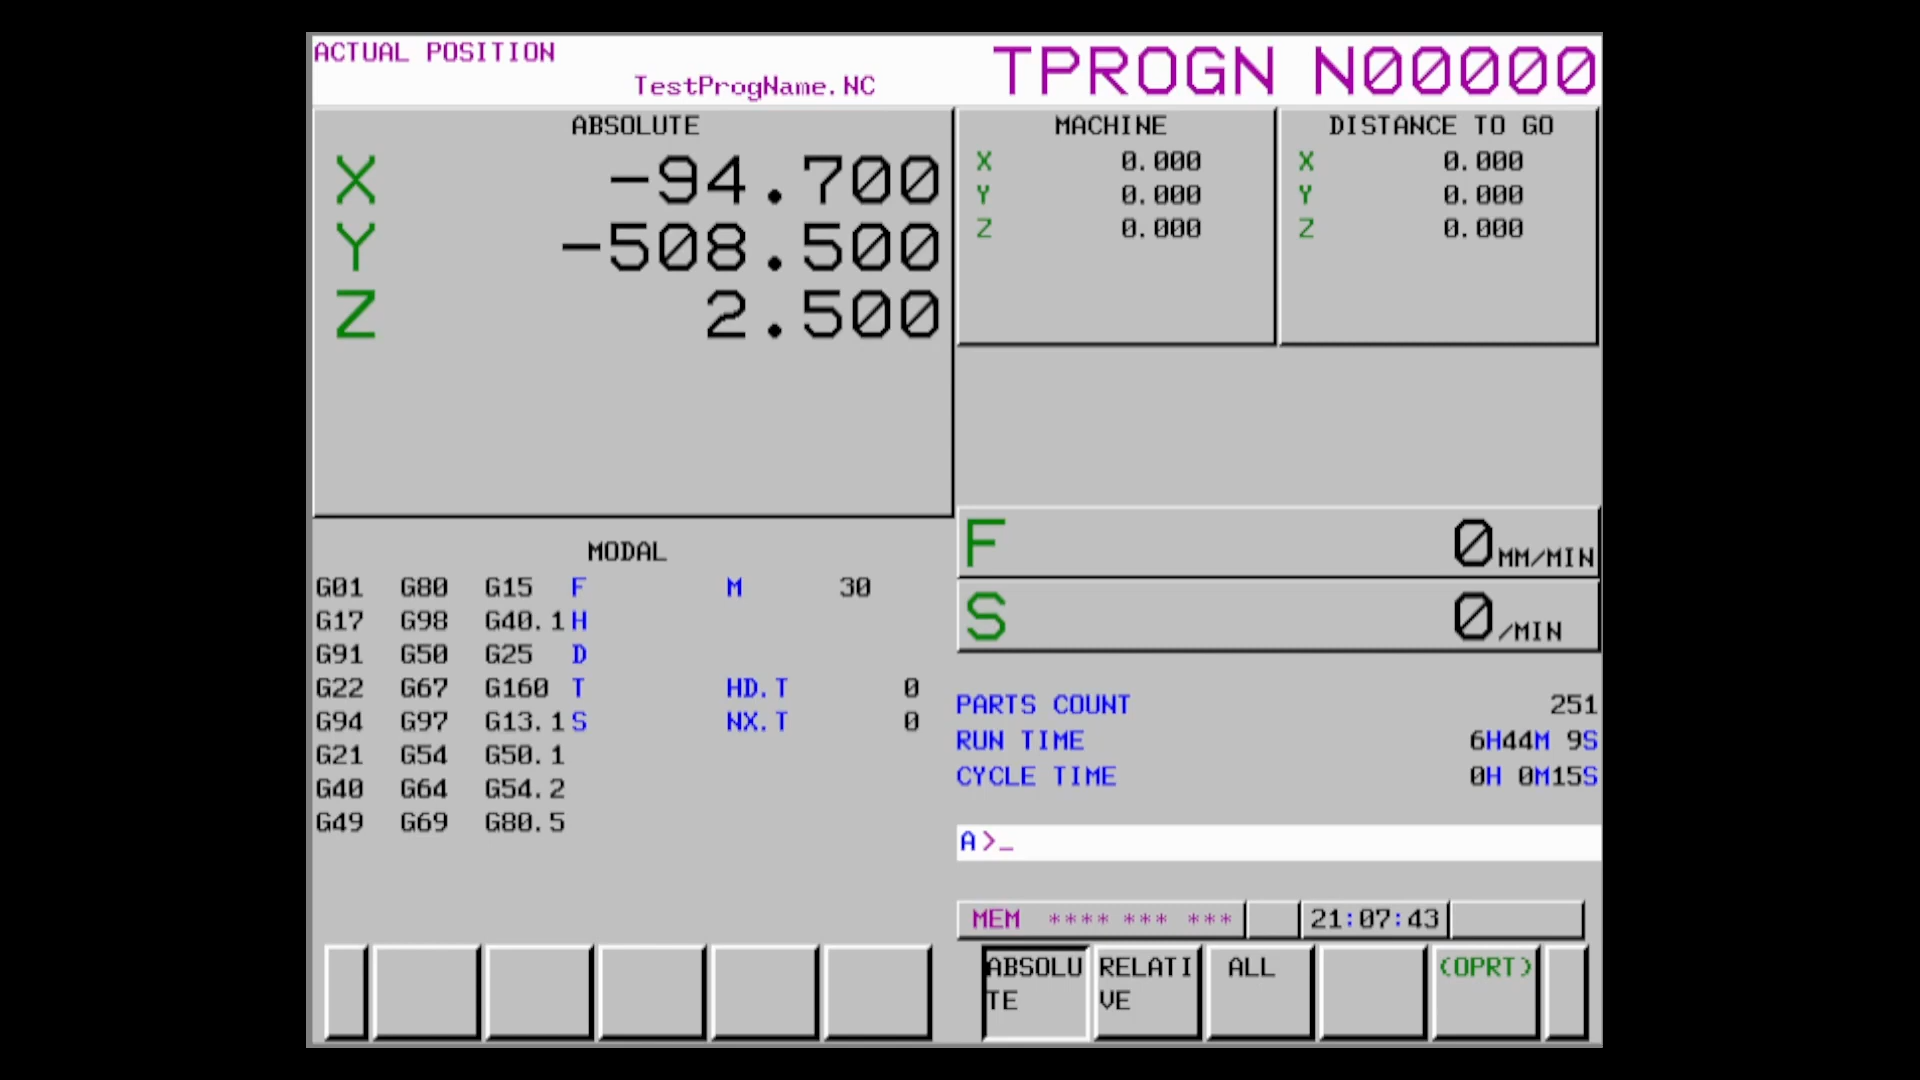 ACTUAL POSITION
TestProgName.NC
TPROGN N00000
ABSOLUTE
X -94.700
Y -508.500
Z 2.500
MACHINE
X 0.000
Y 0.000
Z 0.000
DISTANCE TO GO
X 0.000
Y 0.000
Z 0.000
MODAL
G01 G80 G15 F M 30
G17 G98 G40.1 H
G91 G50 G25 D
G22 G67 G160 T HD.T 0
G94 G97 G13.1 S NX.T 0
G21 G54 G50.1
G40 G64 G54.2
G49 G69 G80.5
F 0 MM/MIN
S 0 /MIN
PARTS COUNT 251
RUN TIME 6H44M 9S
CYCLE TIME 0H 0M15S
A>_
MEM **** *** *** 21:07:43
ABSOLU
TE
RELATI
VE
ALL
(OPRT)